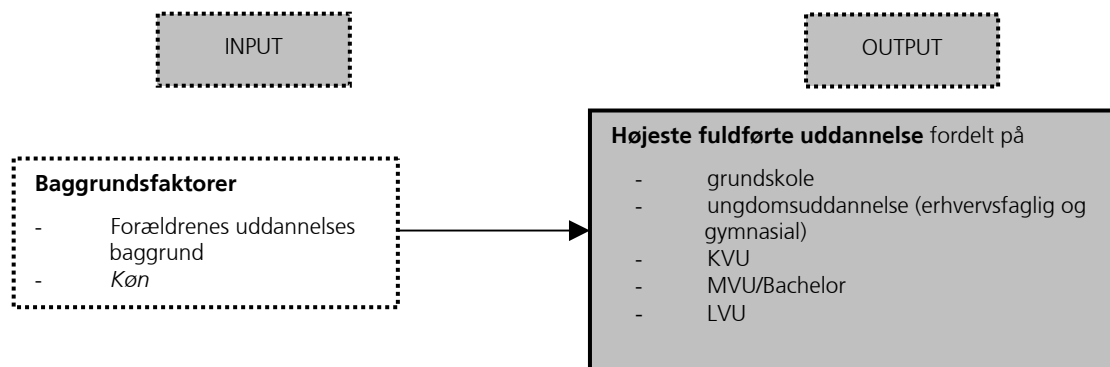 INPUT
OUTPUT
Baggrundsfaktorer
- Forældrenes uddannelses
baggrund
- Køn
Højeste fuldførte uddannelse fordelt på
- grundskole
- ungdomsuddannelse (erhvervsfaglig og
gymnasial)
- KVU
- MVU/Bachelor
- LVU